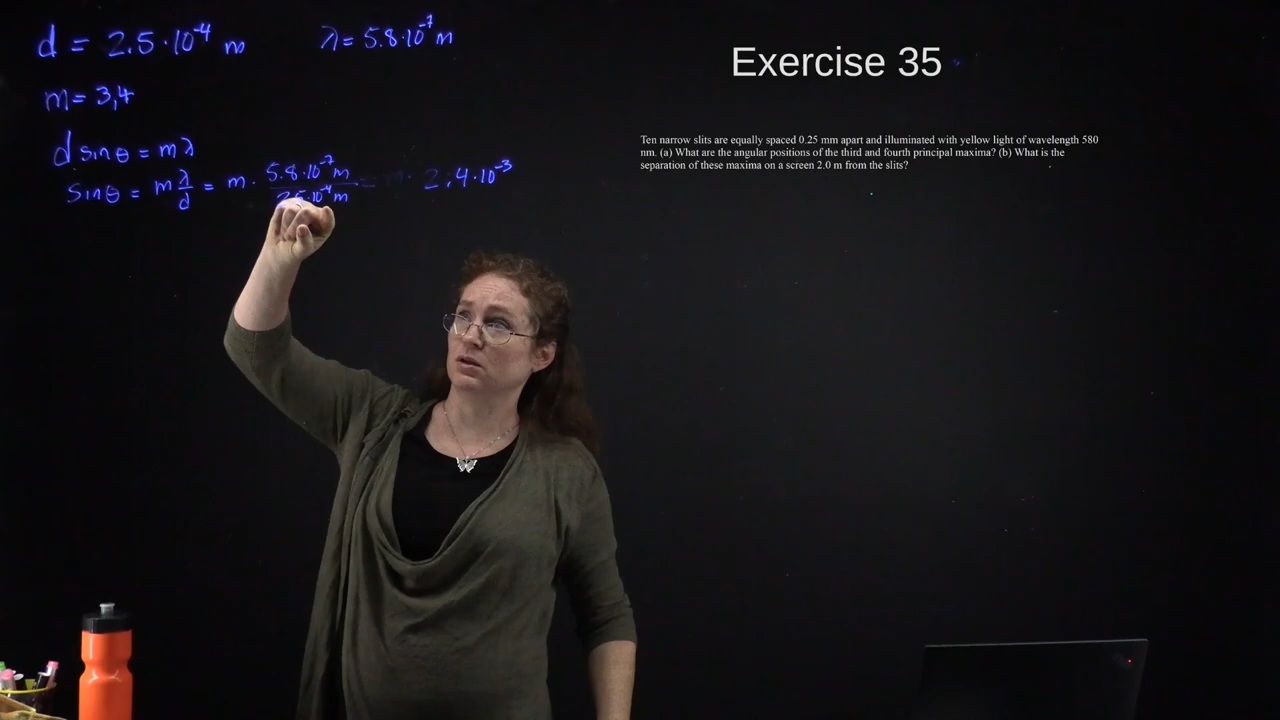 d = 2.5·10⁻⁴ m
λ = 5.8·10⁻⁷ m
m = 3,4
d sinθ = mλ
sinθ = m λ/d = m · 5.8·10⁻⁷ m / 2.5·10⁻⁴ m = m · 2.4·10⁻³
Exercise 35
Ten narrow slits are equally spaced 0.25 mm apart and illuminated with yellow light of wavelength 580
nm. (a) What are the angular positions of the third and fourth principal maxima? (b) What is the
separation of these maxima on a screen 2.0 m from the slits?